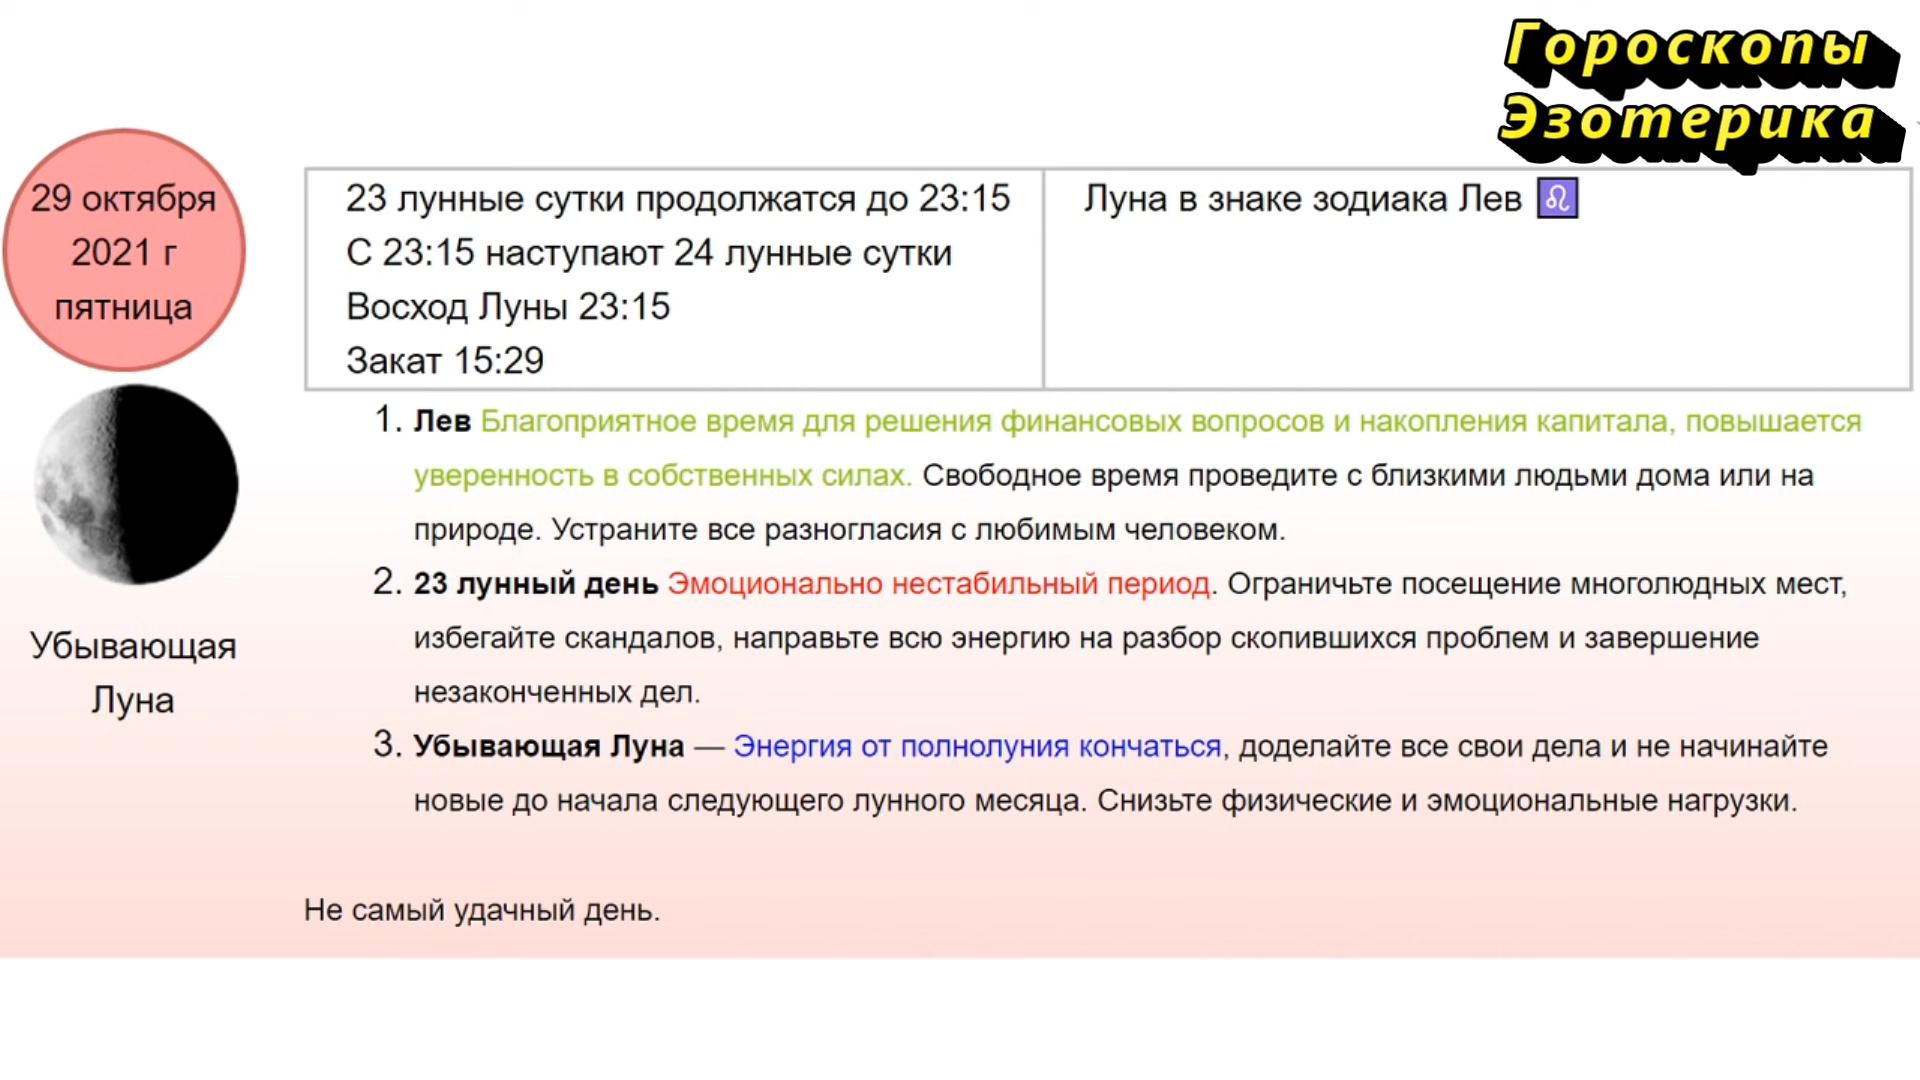 Гороскопы
Эзотерика
29 октября
2021 г
пятница
23 лунные сутки продолжатся до 23:15
С 23:15 наступают 24 лунные сутки
Восход Луны 23:15
Закат 15:29
Луна в знаке зодиака Лев ♌
1. Лев Благоприятное время для решения финансовых вопросов и накопления капитала, повышается
уверенность в собственных силах. Свободное время проведите с близкими людьми дома или на
природе. Устраните все разногласия с любимым человеком.
2. 23 лунный день Эмоционально нестабильный период. Ограничьте посещение многолюдных мест,
избегайте скандалов, направьте всю энергию на разбор скопившихся проблем и завершение
незаконченных дел.
3. Убывающая Луна — Энергия от полнолуния кончаться, доделайте все свои дела и не начинайте
новые до начала следующего лунного месяца. Снизьте физические и эмоциональные нагрузки.
Убывающая
Луна
Не самый удачный день.